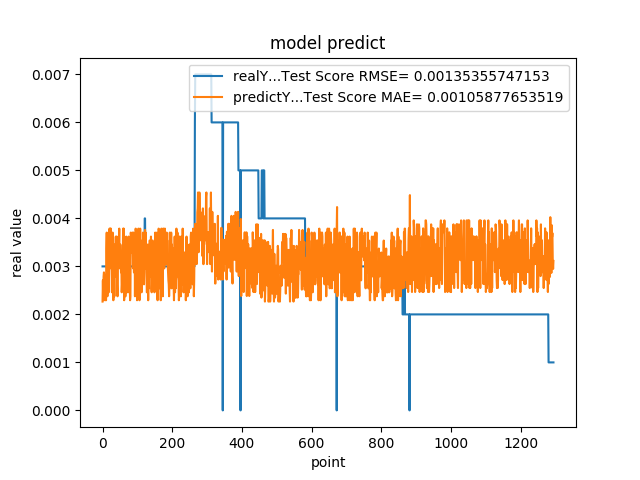 model predict
realY...Test Score RMSE= 0.00135355747153
predictY...Test Score MAE= 0.00105877653519
real value
0.007
0.006
0.005
0.004
0.003
0.002
0.001
0.000
0 200 400 600 800 1000 1200
point